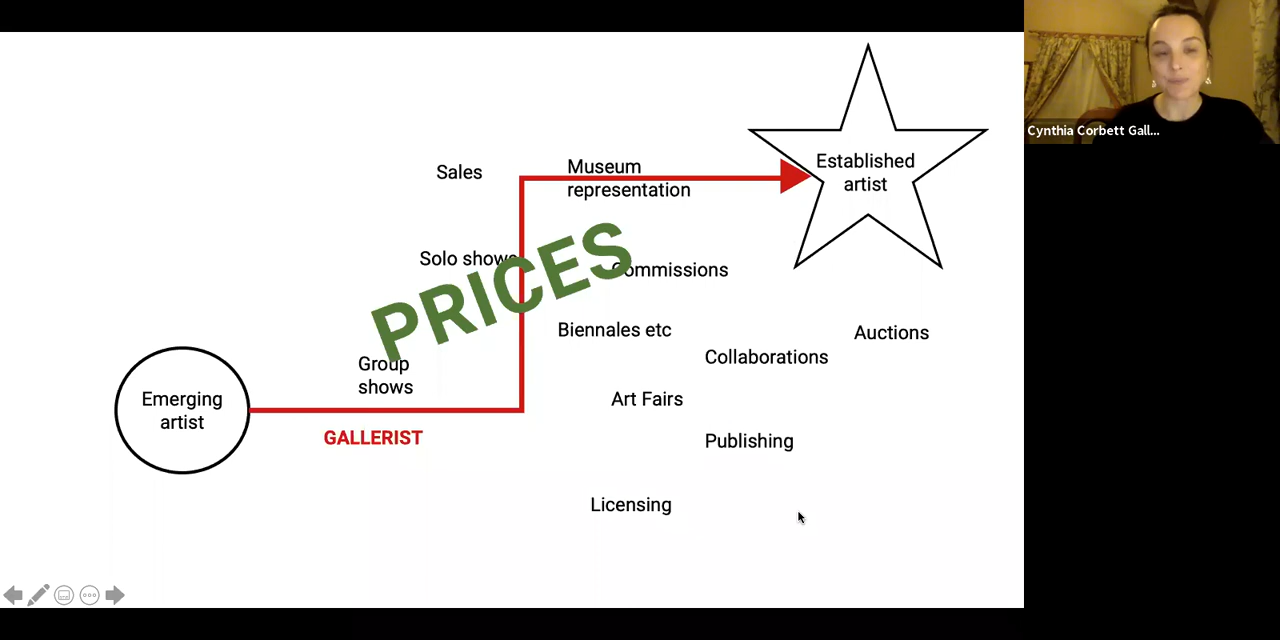 Established
artist
Sales
Museum
representation
Solo shows
Commissions
PRICES
Biennales etc
Auctions
Collaborations
Group
shows
Emerging
artist
Art Fairs
GALLERIST
Publishing
Licensing
Cynthia Corbett Gall...